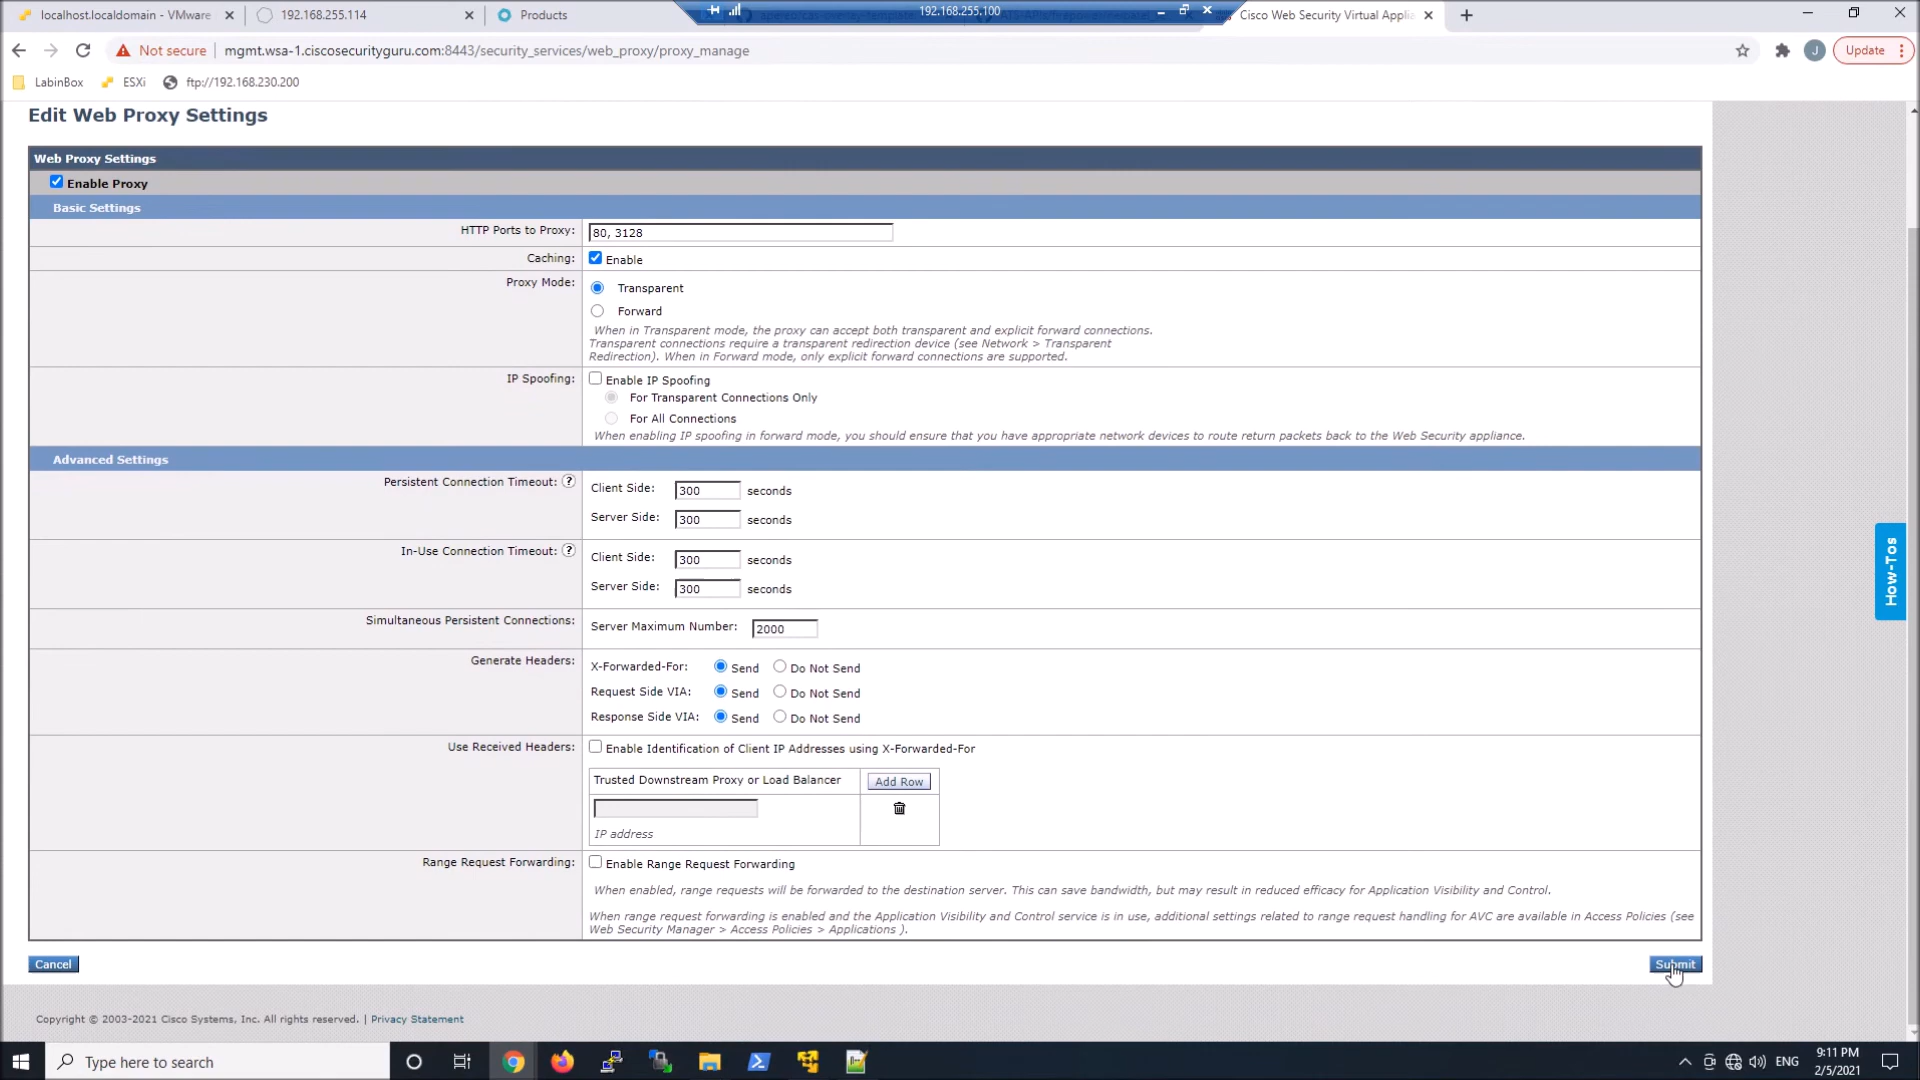 localhost.localdomain - VMware
192.168.255.114
Products
192.168.255.100
Cisco Web Security Virtual Applia
Not secure
mgmt.wsa-1.ciscosecurityguru.com:8443/security_services/web_proxy/proxy_manage
J
Update
LabinBox
ESXi
ftp://192.168.230.200
Edit Web Proxy Settings
Web Proxy Settings
Enable Proxy
Basic Settings
HTTP Ports to Proxy: 80, 3128
Caching: Enable
Proxy Mode: Transparent
Forward
When in Transparent mode, the proxy can accept both transparent and explicit forward connections.
Transparent connections require a transparent redirection device (see Network > Transparent
Redirection). When in Forward mode, only explicit forward connections are supported.
IP Spoofing: Enable IP Spoofing
For Transparent Connections Only
For All Connections
When enabling IP spoofing in forward mode, you should ensure that you have appropriate network devices to route return packets back to the Web Security appliance.
Advanced Settings
Persistent Connection Timeout: ? Client Side: 300 seconds
Server Side: 300 seconds
In-Use Connection Timeout: ? Client Side: 300 seconds
Server Side: 300 seconds
How-Tos
Simultaneous Persistent Connections: Server Maximum Number: 2000
Generate Headers: X-Forwarded-For: Send Do Not Send
Request Side VIA: Send Do Not Send
Response Side VIA: Send Do Not Send
Use Received Headers: Enable Identification of Client IP Addresses using X-Forwarded-For
Trusted Downstream Proxy or Load Balancer Add Row
IP address
Range Request Forwarding: Enable Range Request Forwarding
When enabled, range requests will be forwarded to the destination server. This can save bandwidth, but may result in reduced efficacy for Application Visibility and Control.
When range request forwarding is enabled and the Application Visibility and Control service is in use, additional settings related to range request handling for AVC are available in Access Policies (see
Web Security Manager > Access Policies > Applications ).
Cancel
Submit
Copyright © 2003-2021 Cisco Systems, Inc. All rights reserved. | Privacy Statement
Type here to search
ENG
9:11 PM
2/5/2021